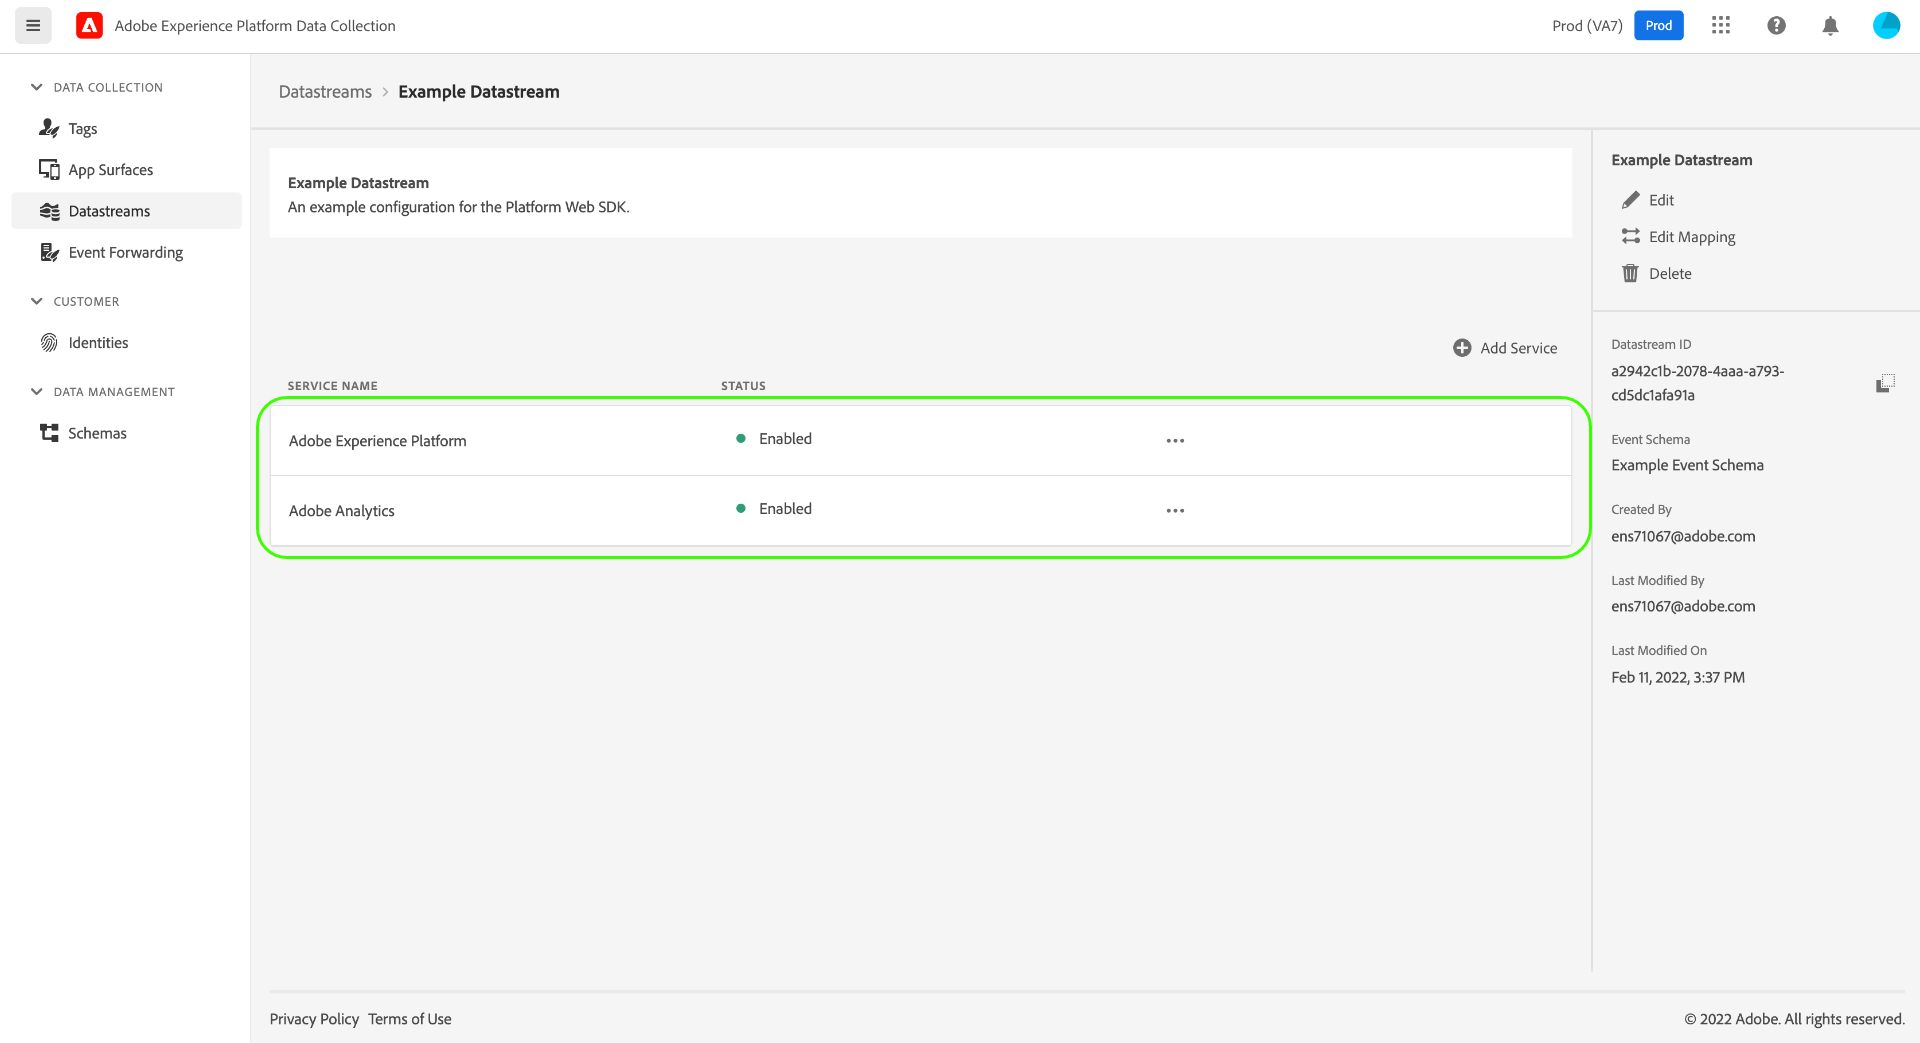 Adobe Experience Platform Data Collection
Prod (VA7)
Prod
DATA COLLECTION
Tags
App Surfaces
Datastreams
Event Forwarding
CUSTOMER
Identities
DATA MANAGEMENT
Schemas
Datastreams > Example Datastream
Example Datastream
An example configuration for the Platform Web SDK.
Add Service
SERVICE NAME STATUS
Adobe Experience Platform Enabled
Adobe Analytics Enabled
Example Datastream
Edit
Edit Mapping
Delete
Datastream ID
a2942c1b-2078-4aaa-a793-
cd5dc1afa91a
Event Schema
Example Event Schema
Created By
ens71067@adobe.com
Last Modified By
ens71067@adobe.com
Last Modified On
Feb 11, 2022, 3:37 PM
Privacy Policy Terms of Use
© 2022 Adobe. All rights reserved.